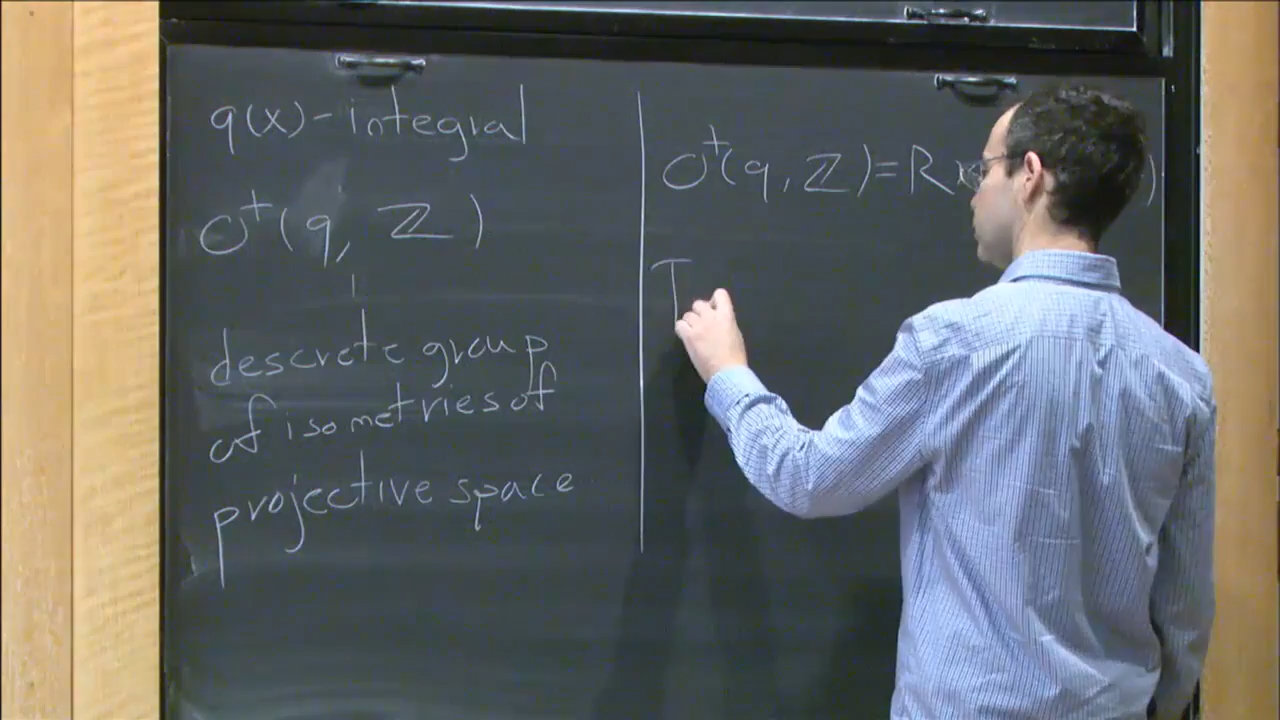 q(x) - integral
O⁺(q, ℤ)
descrete group
of isometries of
projective space
O⁺(q, ℤ) = R )
T